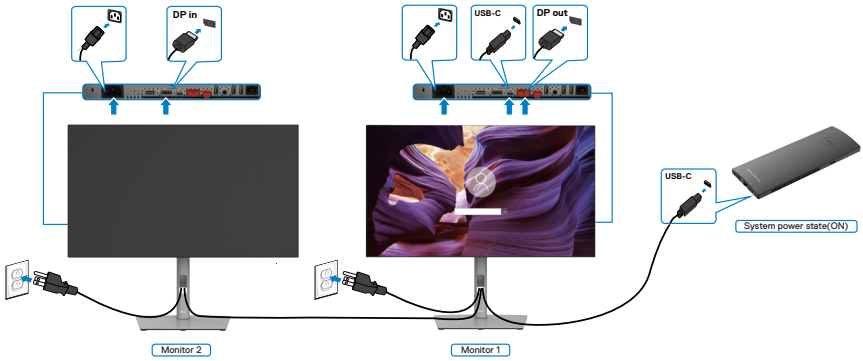 DP in
USB-C
DP out
USB-C
System power state(ON)
Monitor 2
Monitor 1